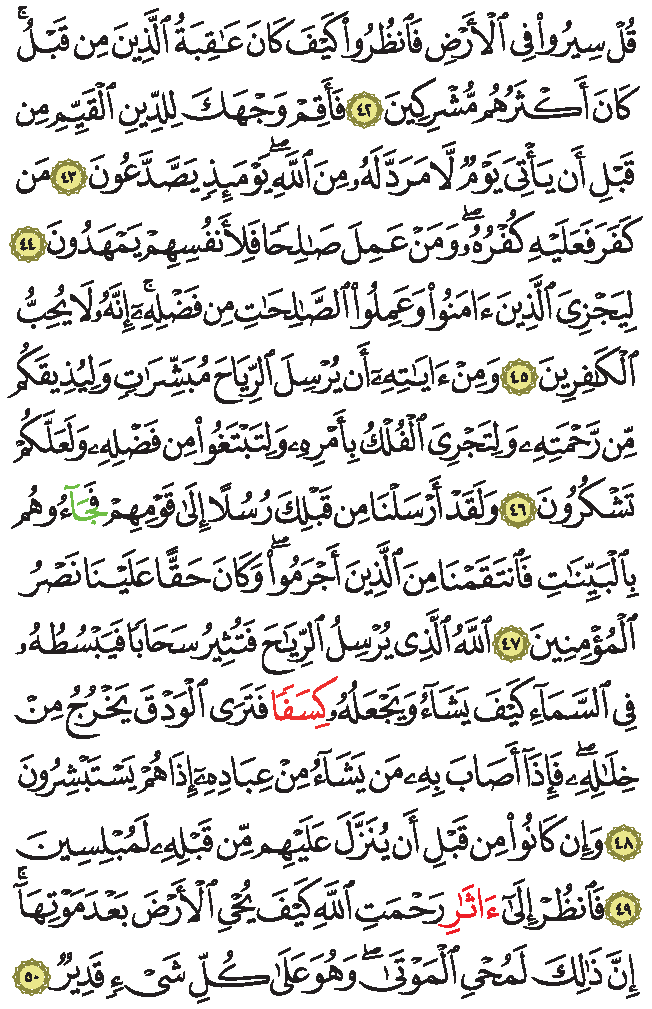 قُلْ سِيرُوا۟ فِى ٱلْأَرْضِ فَٱنظُرُوا۟ كَيْفَ كَانَ عَٰقِبَةُ ٱلَّذِينَ مِن قَبْلُ ۚ
كَانَ أَكْثَرُهُم مُّشْرِكِينَ ٤٢ فَأَقِمْ وَجْهَكَ لِلدِّينِ ٱلْقَيِّمِ مِن
قَبْلِ أَن يَأْتِىَ يَوْمٌ لَّا مَرَدَّ لَهُۥ مِنَ ٱللَّهِ ۖ يَوْمَئِذٍ يَصَّدَّعُونَ ٤٣ مَن
كَفَرَ فَعَلَيْهِ كُفْرُهُۥ ۖ وَمَنْ عَمِلَ صَٰلِحًا فَلِأَنفُسِهِمْ يَمْهَدُونَ ٤٤
لِيَجْزِىَ ٱلَّذِينَ ءَامَنُوا۟ وَعَمِلُوا۟ ٱلصَّٰلِحَٰتِ مِن فَضْلِهِۦٓ ۚ إِنَّهُۥ لَا يُحِبُّ
ٱلْكَٰفِرِينَ ٤٥ وَمِنْ ءَايَٰتِهِۦٓ أَن يُرْسِلَ ٱلرِّيَاحَ مُبَشِّرَٰتٍ وَلِيُذِيقَكُم
مِّن رَّحْمَتِهِۦ وَلِتَجْرِىَ ٱلْفُلْكُ بِأَمْرِهِۦ وَلِتَبْتَغُوا۟ مِن فَضْلِهِۦ وَلَعَلَّكُمْ
تَشْكُرُونَ ٤٦ وَلَقَدْ أَرْسَلْنَا مِن قَبْلِكَ رُسُلًا إِلَىٰ قَوْمِهِمْ فَجَآءُوهُم
بِٱلْبَيِّنَٰتِ فَٱنتَقَمْنَا مِنَ ٱلَّذِينَ أَجْرَمُوا۟ ۖ وَكَانَ حَقًّا عَلَيْنَا نَصْرُ
ٱلْمُؤْمِنِينَ ٤٧ ٱللَّهُ ٱلَّذِى يُرْسِلُ ٱلرِّيَٰحَ فَتُثِيرُ سَحَابًا فَيَبْسُطُهُۥ
فِى ٱلسَّمَآءِ كَيْفَ يَشَآءُ وَيَجْعَلُهُۥ كِسَفًا فَتَرَى ٱلْوَدْقَ يَخْرُجُ مِنْ
خِلَٰلِهِۦ ۖ فَإِذَآ أَصَابَ بِهِۦ مَن يَشَآءُ مِنْ عِبَادِهِۦٓ إِذَا هُمْ يَسْتَبْشِرُونَ
٤٨ وَإِن كَانُوا۟ مِن قَبْلِ أَن يُنَزَّلَ عَلَيْهِم مِّن قَبْلِهِۦ لَمُبْلِسِينَ
٤٩ فَٱنظُرْ إِلَىٰٓ ءَاثَٰرِ رَحْمَتِ ٱللَّهِ كَيْفَ يُحْىِ ٱلْأَرْضَ بَعْدَ مَوْتِهَآ ۚ
إِنَّ ذَٰلِكَ لَمُحْىِ ٱلْمَوْتَىٰ ۖ وَهُوَ عَلَىٰ كُلِّ شَىْءٍ قَدِيرٌ ٥٠